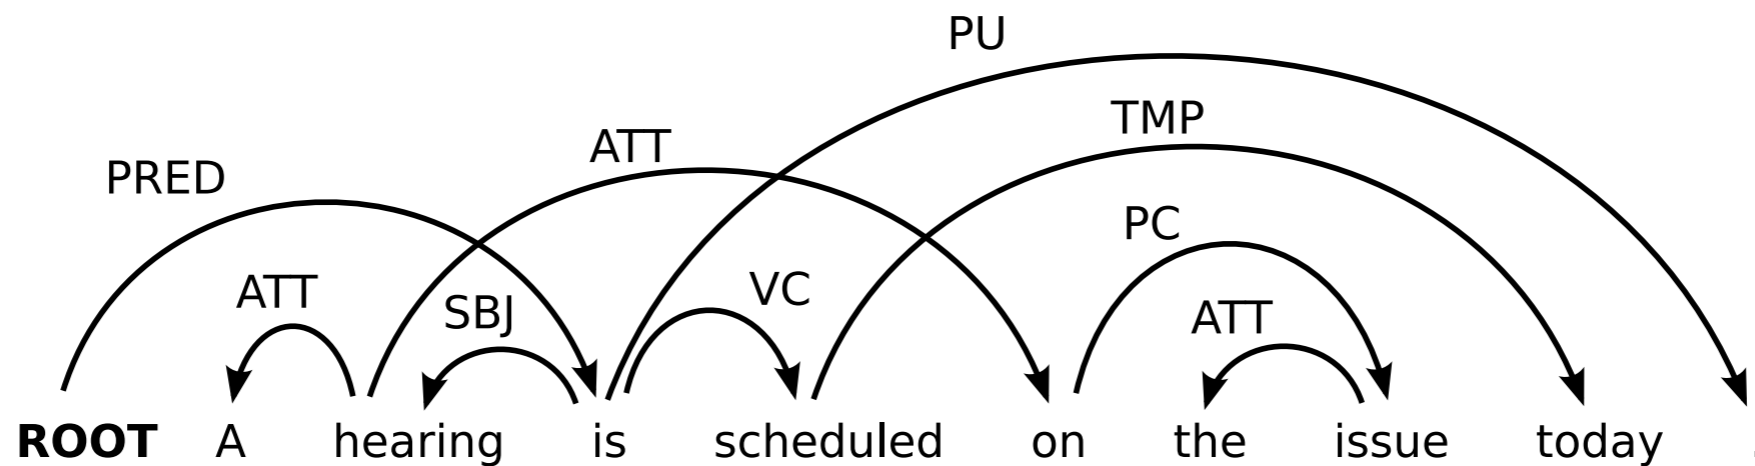 PU
TMP
ATT
PRED
PC
ATT
SBJ
VC
ATT
ROOT A hearing is scheduled on the issue today